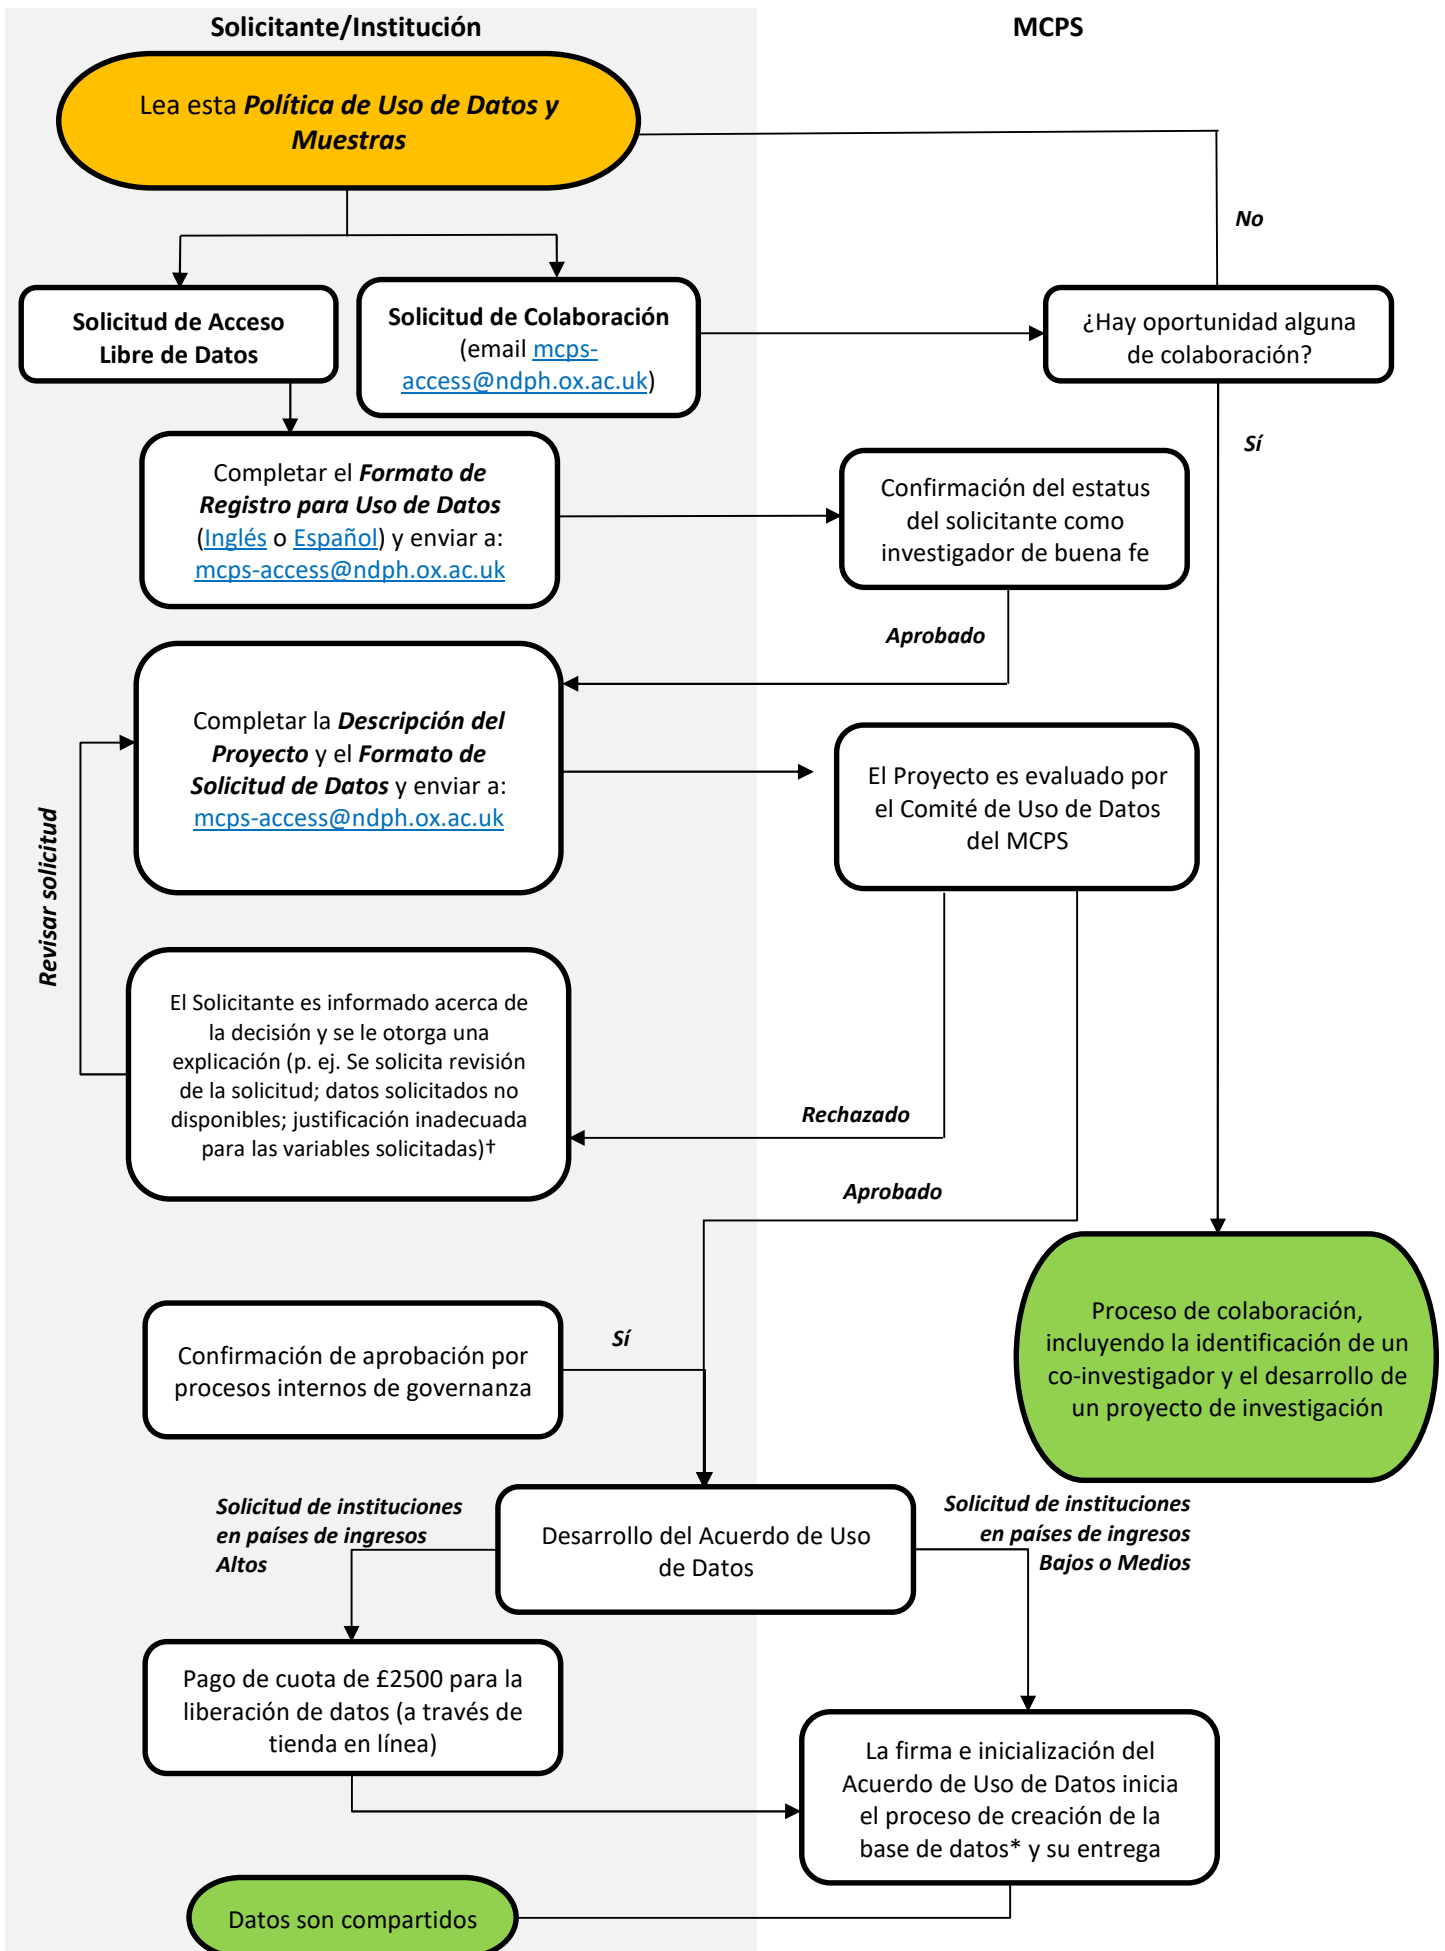 Solicitante/Institución
MCPS
Lea esta Política de Uso de Datos y
Muestras
No
Solicitud de Acceso
Libre de Datos
Solicitud de Colaboración
(email mcps-
access@ndph.ox.ac.uk)
¿Hay oportunidad alguna
de colaboración?
Sí
Completar el Formato de
Registro para Uso de Datos
(Inglés o Español) y enviar a:
mcps-access@ndph.ox.ac.uk
Confirmación del estatus
del solicitante como
investigador de buena fe
Aprobado
Completar la Descripción del
Proyecto y el Formato de
Solicitud de Datos y enviar a:
mcps-access@ndph.ox.ac.uk
El Proyecto es evaluado por
el Comité de Uso de Datos
del MCPS
Revisar solicitud
El Solicitante es informado acerca de
la decisión y se le otorga una
explicación (p. ej. Se solicita revisión
de la solicitud; datos solicitados no
disponibles; justificación inadecuada
para las variables solicitadas)†
Rechazado
Aprobado
Proceso de colaboración,
incluyendo la identificación de un
co-investigador y el desarrollo de
un proyecto de investigación
Confirmación de aprobación por
procesos internos de governanza
Sí
Solicitud de instituciones
en países de ingresos
Altos
Desarrollo del Acuerdo de Uso
de Datos
Solicitud de instituciones
en países de ingresos
Bajos o Medios
Pago de cuota de £2500 para la
liberación de datos (a través de
tienda en línea)
La firma e inicialización del
Acuerdo de Uso de Datos inicia
el proceso de creación de la
base de datos* y su entrega
Datos son compartidos